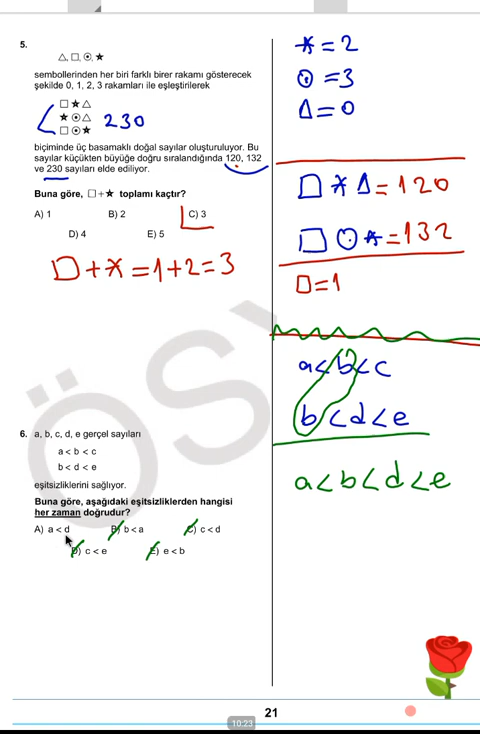 5.
△, □, ⊙, ★
sembollerinden her biri farklı birer rakamı gösterecek
şekilde 0, 1, 2, 3 rakamları ile eşleştirilerek
□★△
★⊙△ 230
□⊙★
biçiminde üç basamaklı doğal sayılar oluşturuluyor. Bu
sayılar küçükten büyüğe doğru sıralandığında 120, 132
ve 230 sayıları elde ediliyor.
Buna göre, □+★ toplamı kaçtır?
A) 1 B) 2 C) 3
D) 4 E) 5
□+★=1+2=3
★=2
⊙=3
△=0
□★△=120
□⊙★=132
□=1
a<b<c
b<d<e
a<b<d<e
6. a, b, c, d, e gerçel sayıları
a < b < c
b < d < e
eşitsizliklerini sağlıyor.
Buna göre, aşağıdaki eşitsizliklerden hangisi
her zaman doğrudur?
A) a < d B) b < a C) c < d
D) c < e E) e < b
ÖSY
21
10:23